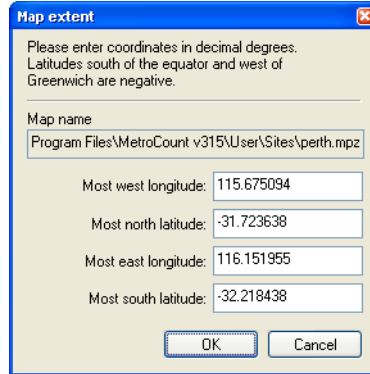 Map extent
Please enter coordinates in decimal degrees.
Latitudes south of the equator and west of
Greenwich are negative.
Map name
Program Files\MetroCount v315\User\Sites\perth.mpz
Most west longitude: 115.675094
Most north latitude: -31.723638
Most east longitude: 116.151955
Most south latitude: -32.218438
OK Cancel